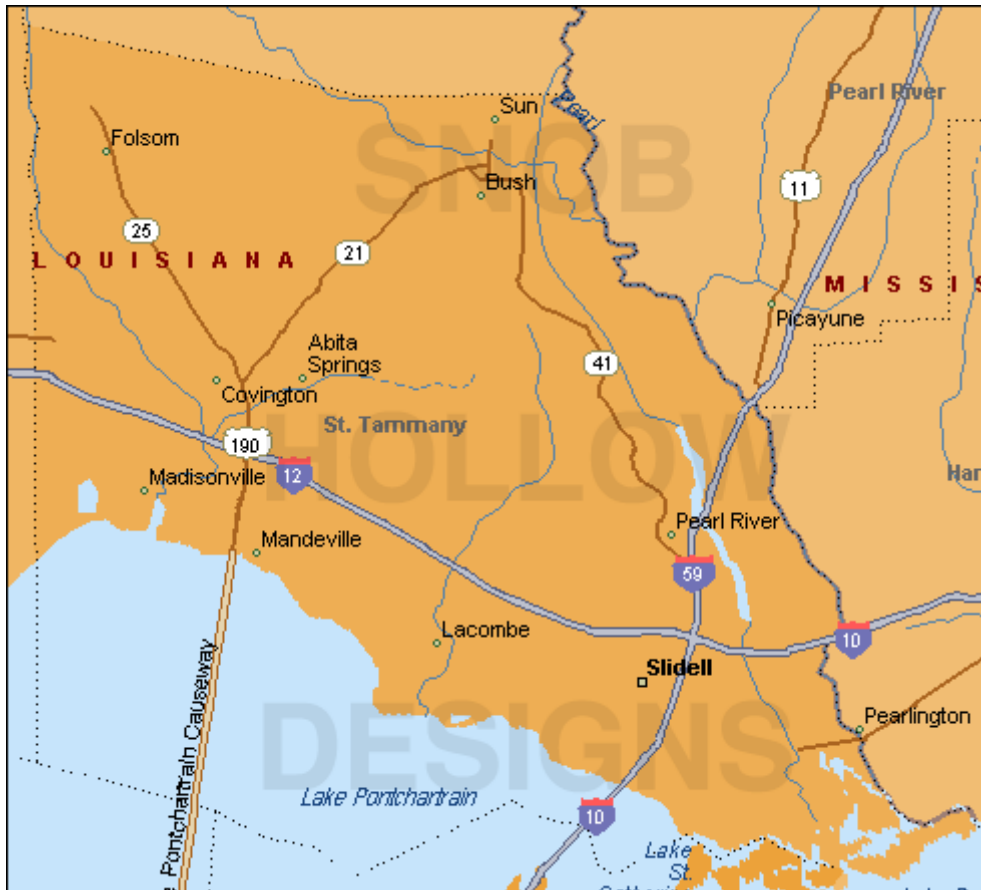 Sun
Pearl
Pearl River
Folsom
SNOB
Bush
11
25
21
LOUISIANA
MISSIS
Picayune
Abita
Springs
41
Covington
St. Tammany
HOLLOW
190
12
Madisonville
Har
Pearl River
Mandeville
59
Lacombe
10
Slidell
Pontchartrain Causeway
Pearlington
DESIGNS
Lake Pontchartrain
10
Lake
St.